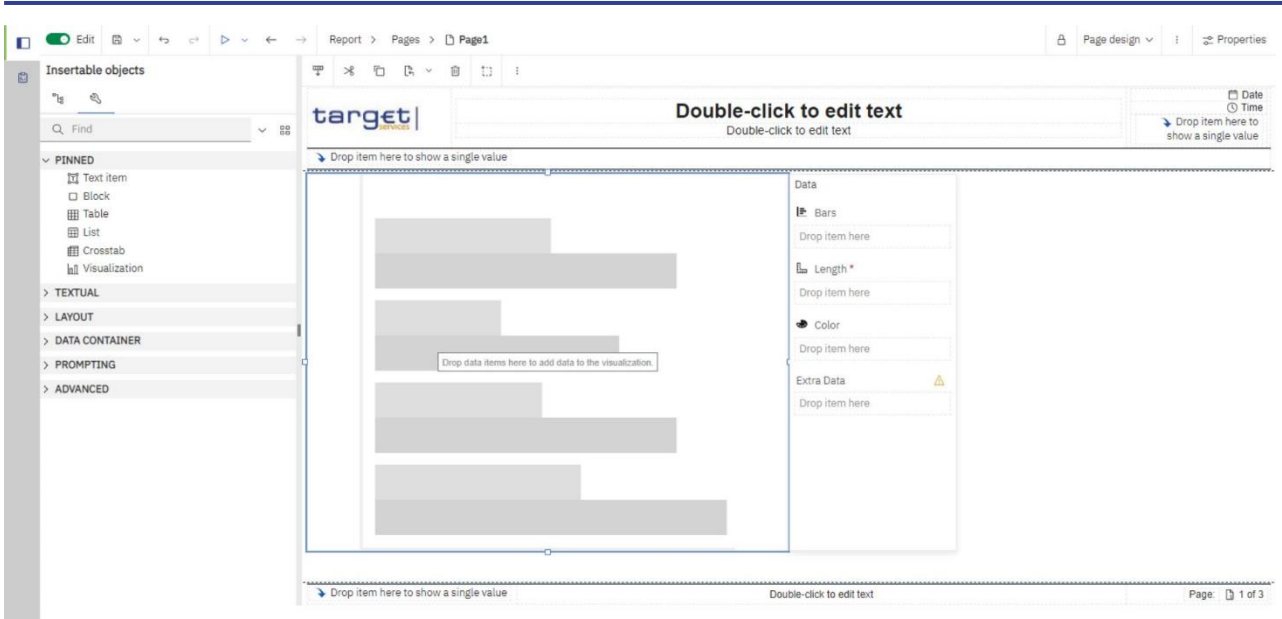 Edit
Report > Pages > Page1
Page design
Properties
Insertable objects
Find
PINNED
Text item
Block
Table
List
Crosstab
Visualization
TEXTUAL
LAYOUT
DATA CONTAINER
PROMPTING
ADVANCED
target
services
Double-click to edit text
Double-click to edit text
Date
Time
Drop item here to
show a single value
Drop item here to show a single value
Drop data items here to add data to the visualization.
Data
Bars
Drop item here
Length *
Drop item here
Color
Drop item here
Extra Data
Drop item here
Drop item here to show a single value
Double-click to edit text
Page: 1 of 3